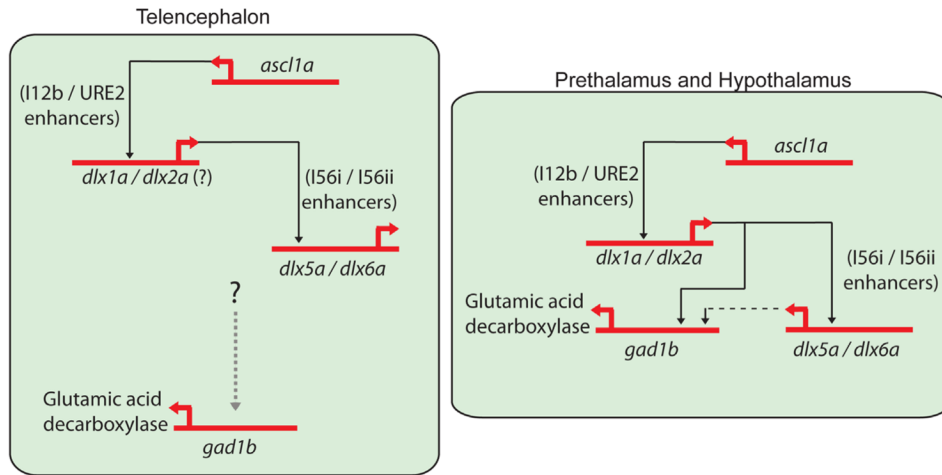 Telencephalon
ascl1a
(I12b / URE2
enhancers)
dlx1a / dlx2a (?)
(I56i / I56ii
enhancers)
dlx5a / dlx6a
?
Glutamic acid
decarboxylase
gad1b
Prethalamus and Hypothalamus
ascl1a
(I12b / URE2
enhancers)
dlx1a / dlx2a
(I56i / I56ii
enhancers)
Glutamic acid
decarboxylase
gad1b
dlx5a / dlx6a